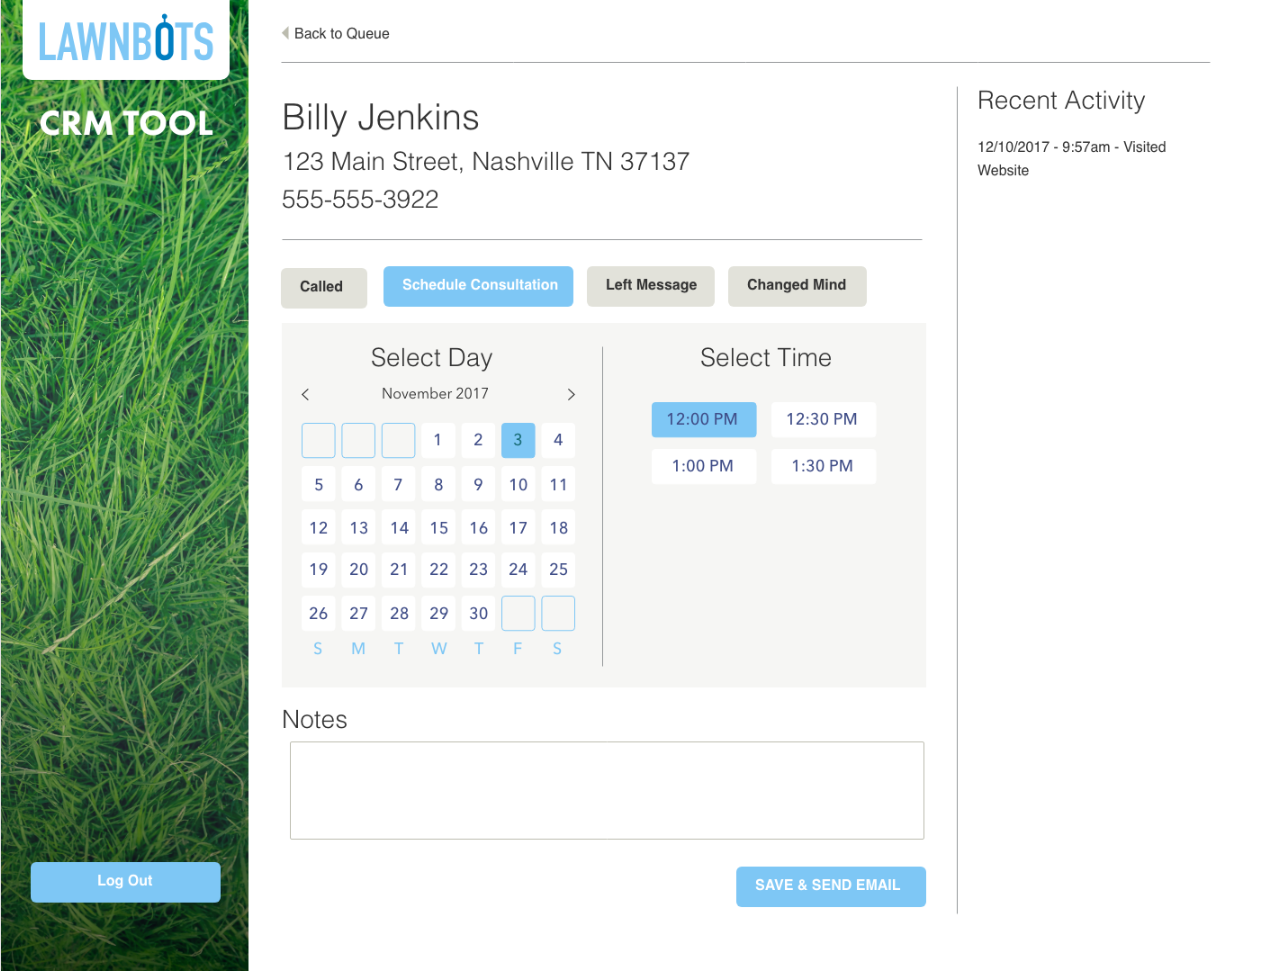 LAWNBOTS
CRM TOOL
Log Out
Back to Queue
Billy Jenkins
123 Main Street, Nashville TN 37137
555-555-3922
Called
Schedule Consultation
Left Message
Changed Mind
Select Day
November 2017
1 2 3 4
5 6 7 8 9 10 11
12 13 14 15 16 17 18
19 20 21 22 23 24 25
26 27 28 29 30
S M T W T F S
Select Time
12:00 PM 12:30 PM
1:00 PM 1:30 PM
Notes
SAVE & SEND EMAIL
Recent Activity
12/10/2017 - 9:57am - Visited
Website